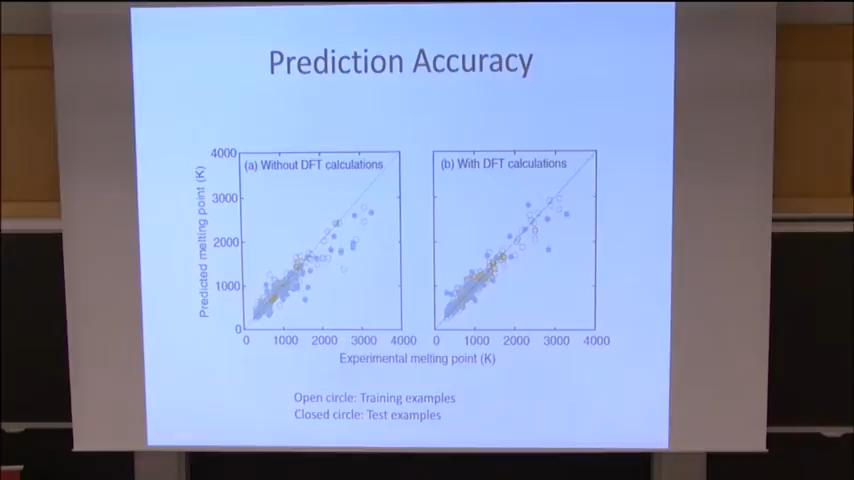 Prediction Accuracy
(a) Without DFT calculations
(b) With DFT calculations
Predicted melting point (K)
4000
3000
2000
1000
0
0 1000 2000 3000 4000
0 1000 2000 3000 4000
Experimental melting point (K)
Open circle: Training examples
Closed circle: Test examples